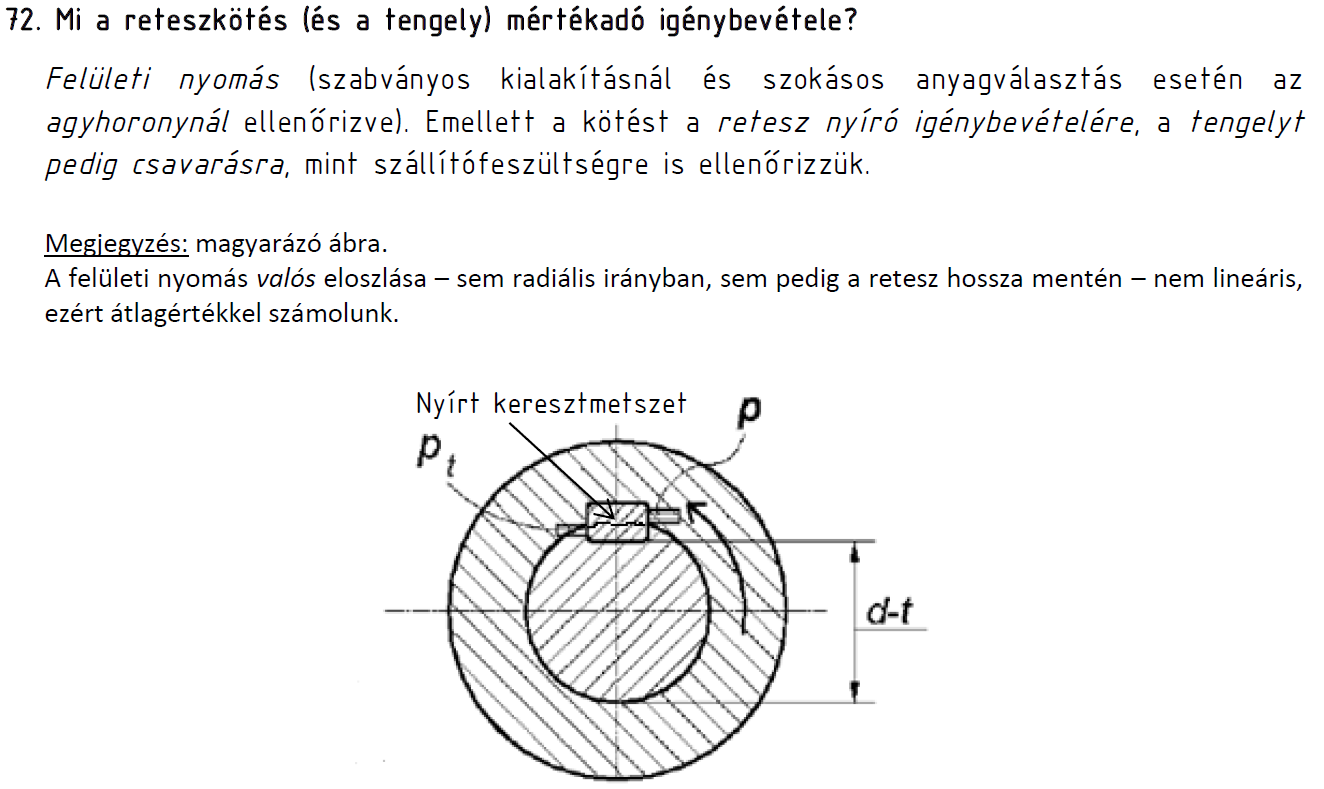 72. Mi a reteszkötés (és a tengely) mértékadó igénybevétele?
Felületi nyomás (szabványos kialakításnál és szokásos anyagválasztás esetén az
agyhoronynál ellenőrizve). Emellett a kötést a retesz nyíró igénybevételére, a tengelyt
pedig csavarásra, mint szállítófeszültségre is ellenőrizzük.
Megjegyzés: magyarázó ábra.
A felületi nyomás valós eloszlása – sem radiális irányban, sem pedig a retesz hossza mentén – nem lineáris,
ezért átlagértékkel számolunk.
Nyírt keresztmetszet
p
pt
d-t